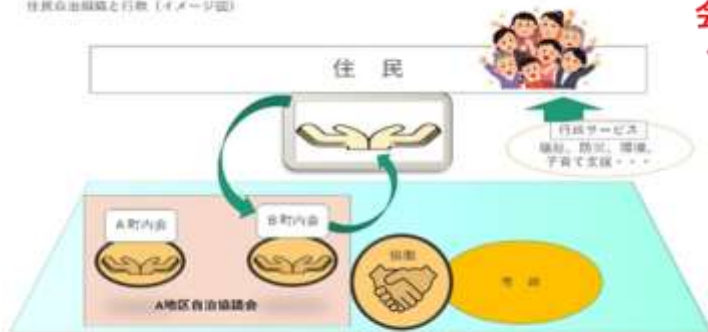 住民自治組織と行政（イメージ図）
会
住 民
行政サービス
福祉、防災、環境、
子育て支援・・・
A町内会
B町内会
協働
A地区自治協議会